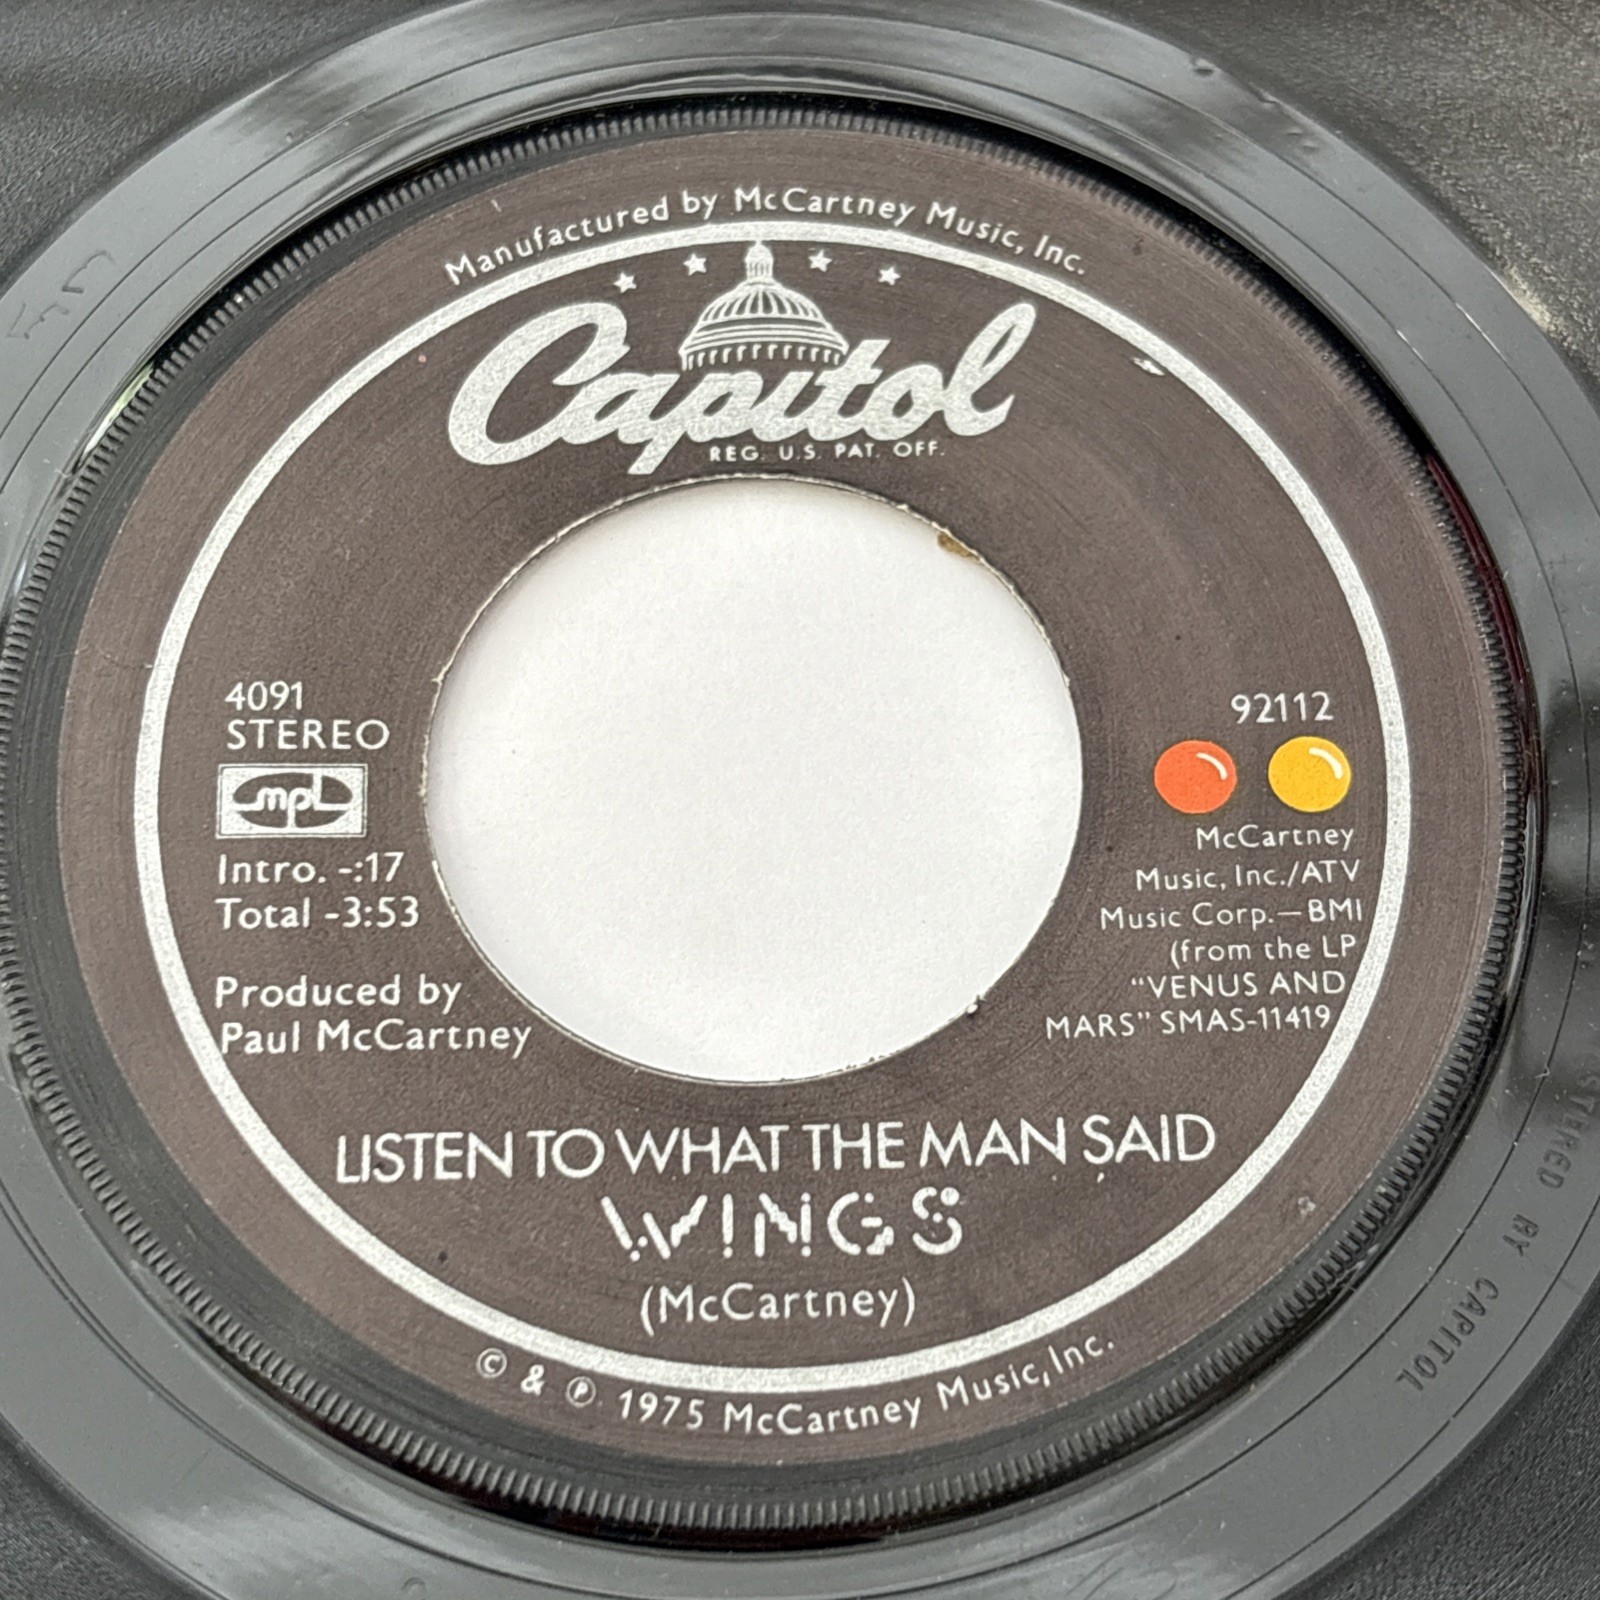 Manufactured by McCartney Music, Inc.
Capitol
REG. U.S. PAT. OFF.
4091
STEREO
mpl
Intro. -:17
Total -3:53
Produced by
Paul McCartney
92112
McCartney
Music, Inc./ATV
Music Corp.—BMI
(from the LP
"VENUS AND
MARS" SMAS-11419
LISTEN TO WHAT THE MAN SAID
WINGS
(McCartney)
© & ℗ 1975 McCartney Music, Inc.
BY CAPITOL